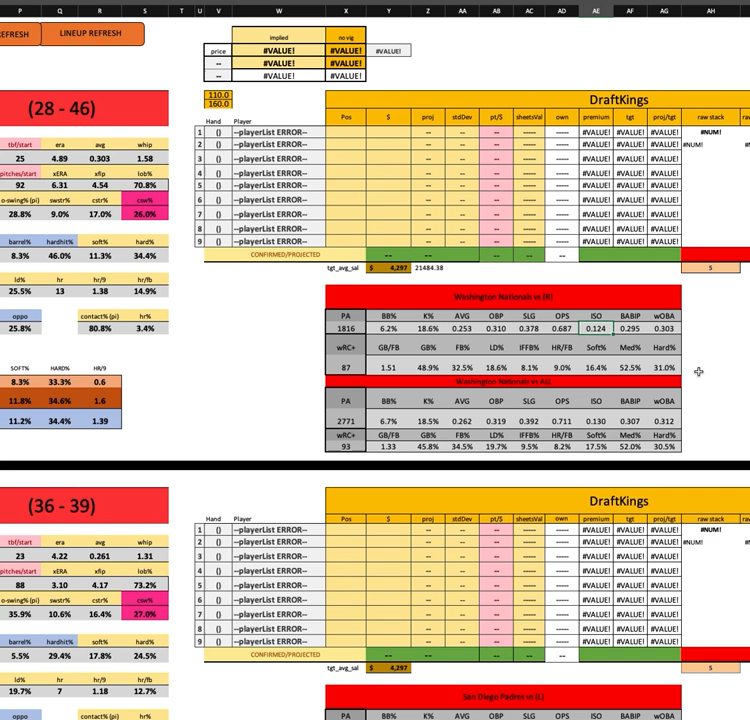 P Q R S T U V W X Y Z AA AB AC AD AE AF AG AH
REFRESH LINEUP REFRESH
implied no vig
price #VALUE! #VALUE! #VALUE!
-- #VALUE! #VALUE!
-- #VALUE! #VALUE!
110.0
160.0
(28 - 46) DraftKings
Hand Player Pos $ proj stdDev pt/$ sheetsVal own premium tgt proj/tgt raw stack
1 () --playerList ERROR-- -- -- -- ----- ----- #VALUE! #VALUE! #VALUE! #NUM!
2 () --playerList ERROR-- -- -- -- ----- ----- #VALUE! #VALUE! #VALUE! #NUM!
3 () --playerList ERROR-- -- -- -- ----- ----- #VALUE! #VALUE! #VALUE!
4 () --playerList ERROR-- -- -- -- ----- ----- #VALUE! #VALUE! #VALUE!
5 () --playerList ERROR-- -- -- -- ----- ----- #VALUE! #VALUE! #VALUE!
6 () --playerList ERROR-- -- -- -- ----- ----- #VALUE! #VALUE! #VALUE!
7 () --playerList ERROR-- -- -- -- ----- ----- #VALUE! #VALUE! #VALUE!
8 () --playerList ERROR-- -- -- -- ----- ----- #VALUE! #VALUE! #VALUE!
9 () --playerList ERROR-- -- -- -- ----- ----- #VALUE! #VALUE! #VALUE!
CONFIRMED/PROJECTED -- -- --
tgt_avg_sal $ 4,297 21484.38 5
tbf/start era avg whip
25 4.89 0.303 1.58
pitches/start xERA xfip lob%
92 6.31 4.54 70.8%
o-swing% (pi) swstr% cstr% csw%
28.8% 9.0% 17.0% 26.0%
barrel% hardhit% soft% hard%
8.3% 46.0% 11.3% 34.4%
ld% hr hr/9 hr/fb
25.5% 13 1.38 14.9%
oppo contact% (pi) hr%
25.8% 80.8% 3.4%
SOFT% HARD% HR/9
8.3% 33.3% 0.6
11.8% 34.6% 1.6
11.2% 34.4% 1.39
Washington Nationals vs (R)
PA BB% K% AVG OBP SLG OPS ISO BABIP wOBA
1816 6.2% 18.6% 0.253 0.310 0.378 0.687 0.124 0.295 0.303
wRC+ GB/FB GB% FB% LD% IFFB% HR/FB Soft% Med% Hard%
87 1.51 48.9% 32.5% 18.6% 8.1% 9.0% 16.4% 52.5% 31.0%
Washington Nationals vs ALL
PA BB% K% AVG OBP SLG OPS ISO BABIP wOBA
2771 6.7% 18.5% 0.262 0.319 0.392 0.711 0.130 0.307 0.312
wRC+ GB/FB GB% FB% LD% IFFB% HR/FB Soft% Med% Hard%
93 1.33 45.8% 34.5% 19.7% 9.5% 8.2% 17.5% 52.0% 30.5%
(36 - 39) DraftKings
Hand Player Pos $ proj stdDev pt/$ sheetsVal own premium tgt proj/tgt raw stack
1 () --playerList ERROR-- -- -- -- ----- ----- #VALUE! #VALUE! #VALUE! #NUM!
2 () --playerList ERROR-- -- -- -- ----- ----- #VALUE! #VALUE! #VALUE! #NUM!
3 () --playerList ERROR-- -- -- -- ----- ----- #VALUE! #VALUE! #VALUE!
4 () --playerList ERROR-- -- -- -- ----- ----- #VALUE! #VALUE! #VALUE!
5 () --playerList ERROR-- -- -- -- ----- ----- #VALUE! #VALUE! #VALUE!
6 () --playerList ERROR-- -- -- -- ----- ----- #VALUE! #VALUE! #VALUE!
7 () --playerList ERROR-- -- -- -- ----- ----- #VALUE! #VALUE! #VALUE!
8 () --playerList ERROR-- -- -- -- ----- ----- #VALUE! #VALUE! #VALUE!
9 () --playerList ERROR-- -- -- -- ----- ----- #VALUE! #VALUE! #VALUE!
CONFIRMED/PROJECTED -- -- --
tgt_avg_sal $ 4,297 5
tbf/start era avg whip
23 4.22 0.261 1.31
pitches/start xERA xfip lob%
88 3.10 4.17 73.2%
o-swing% (pi) swstr% cstr% csw%
35.9% 10.6% 16.4% 27.0%
barrel% hardhit% soft% hard%
5.5% 29.4% 17.8% 24.5%
ld% hr hr/9 hr/fb
19.7% 7 1.18 12.7%
oppo contact% (pi) hr%
San Diego Padres vs (L)
PA BB% K% AVG OBP SLG OPS ISO BABIP wOBA